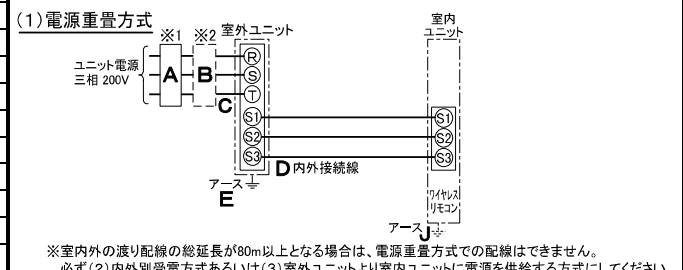 (1)電源重畳方式
※1 ※2 室外ユニット 室内
ユニット
ユニット電源
三相 200V
A B
C
R
S
T
S1 S1
S2 S2
S3 S3
D 内外接続線
アース
E
ワイヤレス
リモコン
アース J
※室内外の渡り配線の総延長が80m以上となる場合は、電源重畳方式での配線はできません。
必ず(2)内外別受電方式あるいは(3)室外ユニットより室内ユニットに電源を供給する方式にしてください